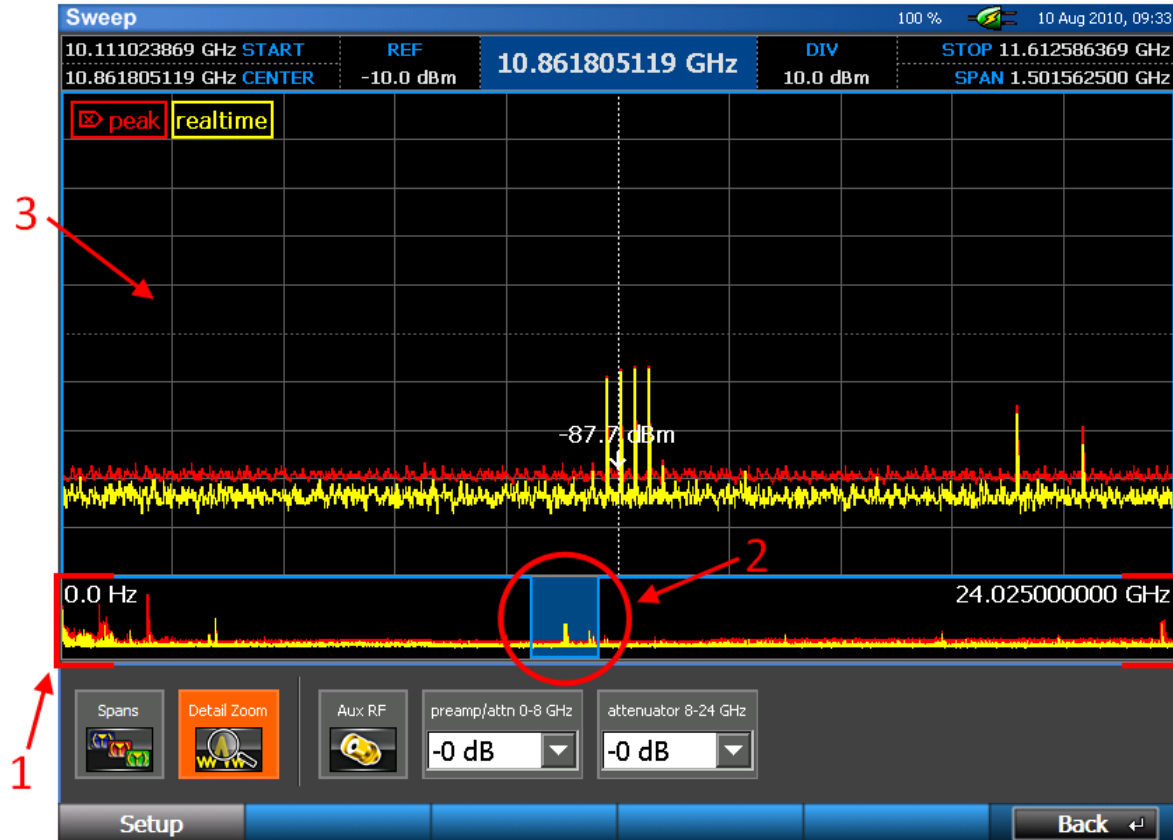 Sweep
100 %
10 Aug 2010, 09:33
10.111023869 GHz START
REF
10.861805119 GHz
DIV
STOP 11.612586369 GHz
10.861805119 GHz CENTER
-10.0 dBm
10.0 dBm
SPAN 1.501562500 GHz
peak
realtime
3
-87.7 dBm
2
0.0 Hz
24.025000000 GHz
Spans
Detail Zoom
Aux RF
preamp/attn 0-8 GHz
attenuator 8-24 GHz
-0 dB
-0 dB
1
Setup
Back ↵